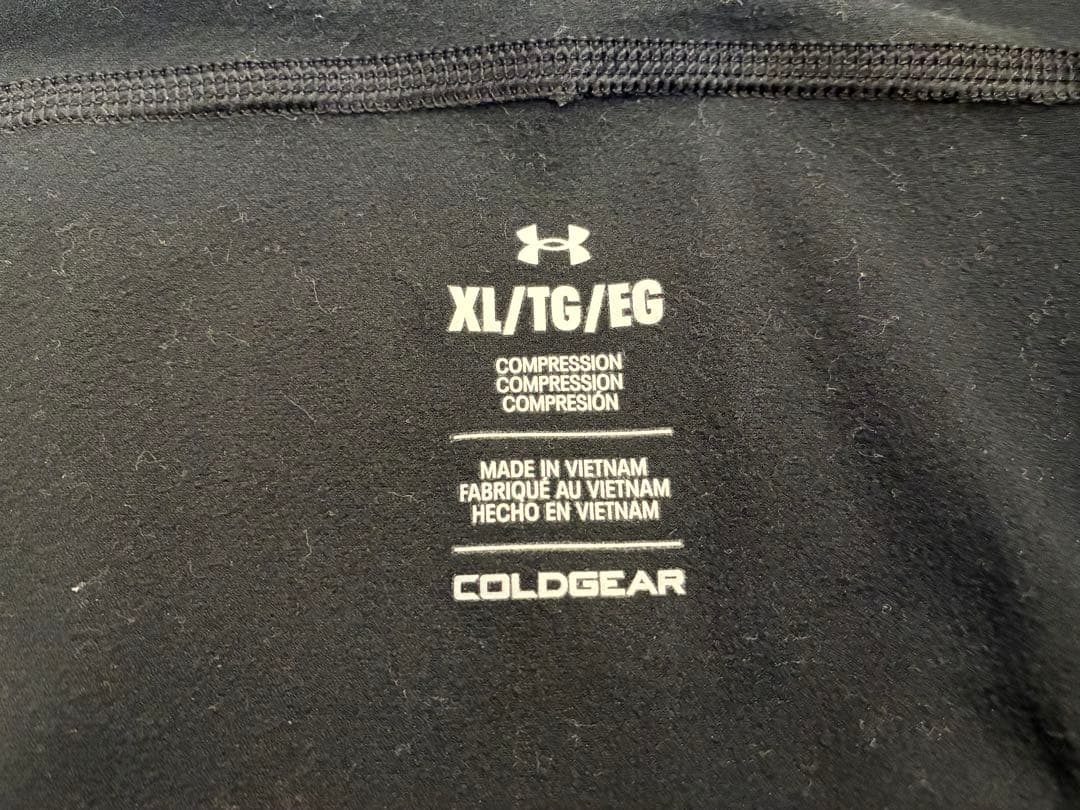 XL/TG/EG
COMPRESSION
COMPRESSION
COMPRESIÓN
MADE IN VIETNAM
FABRIQUÉ AU VIETNAM
HECHO EN VIETNAM
COLDGEAR